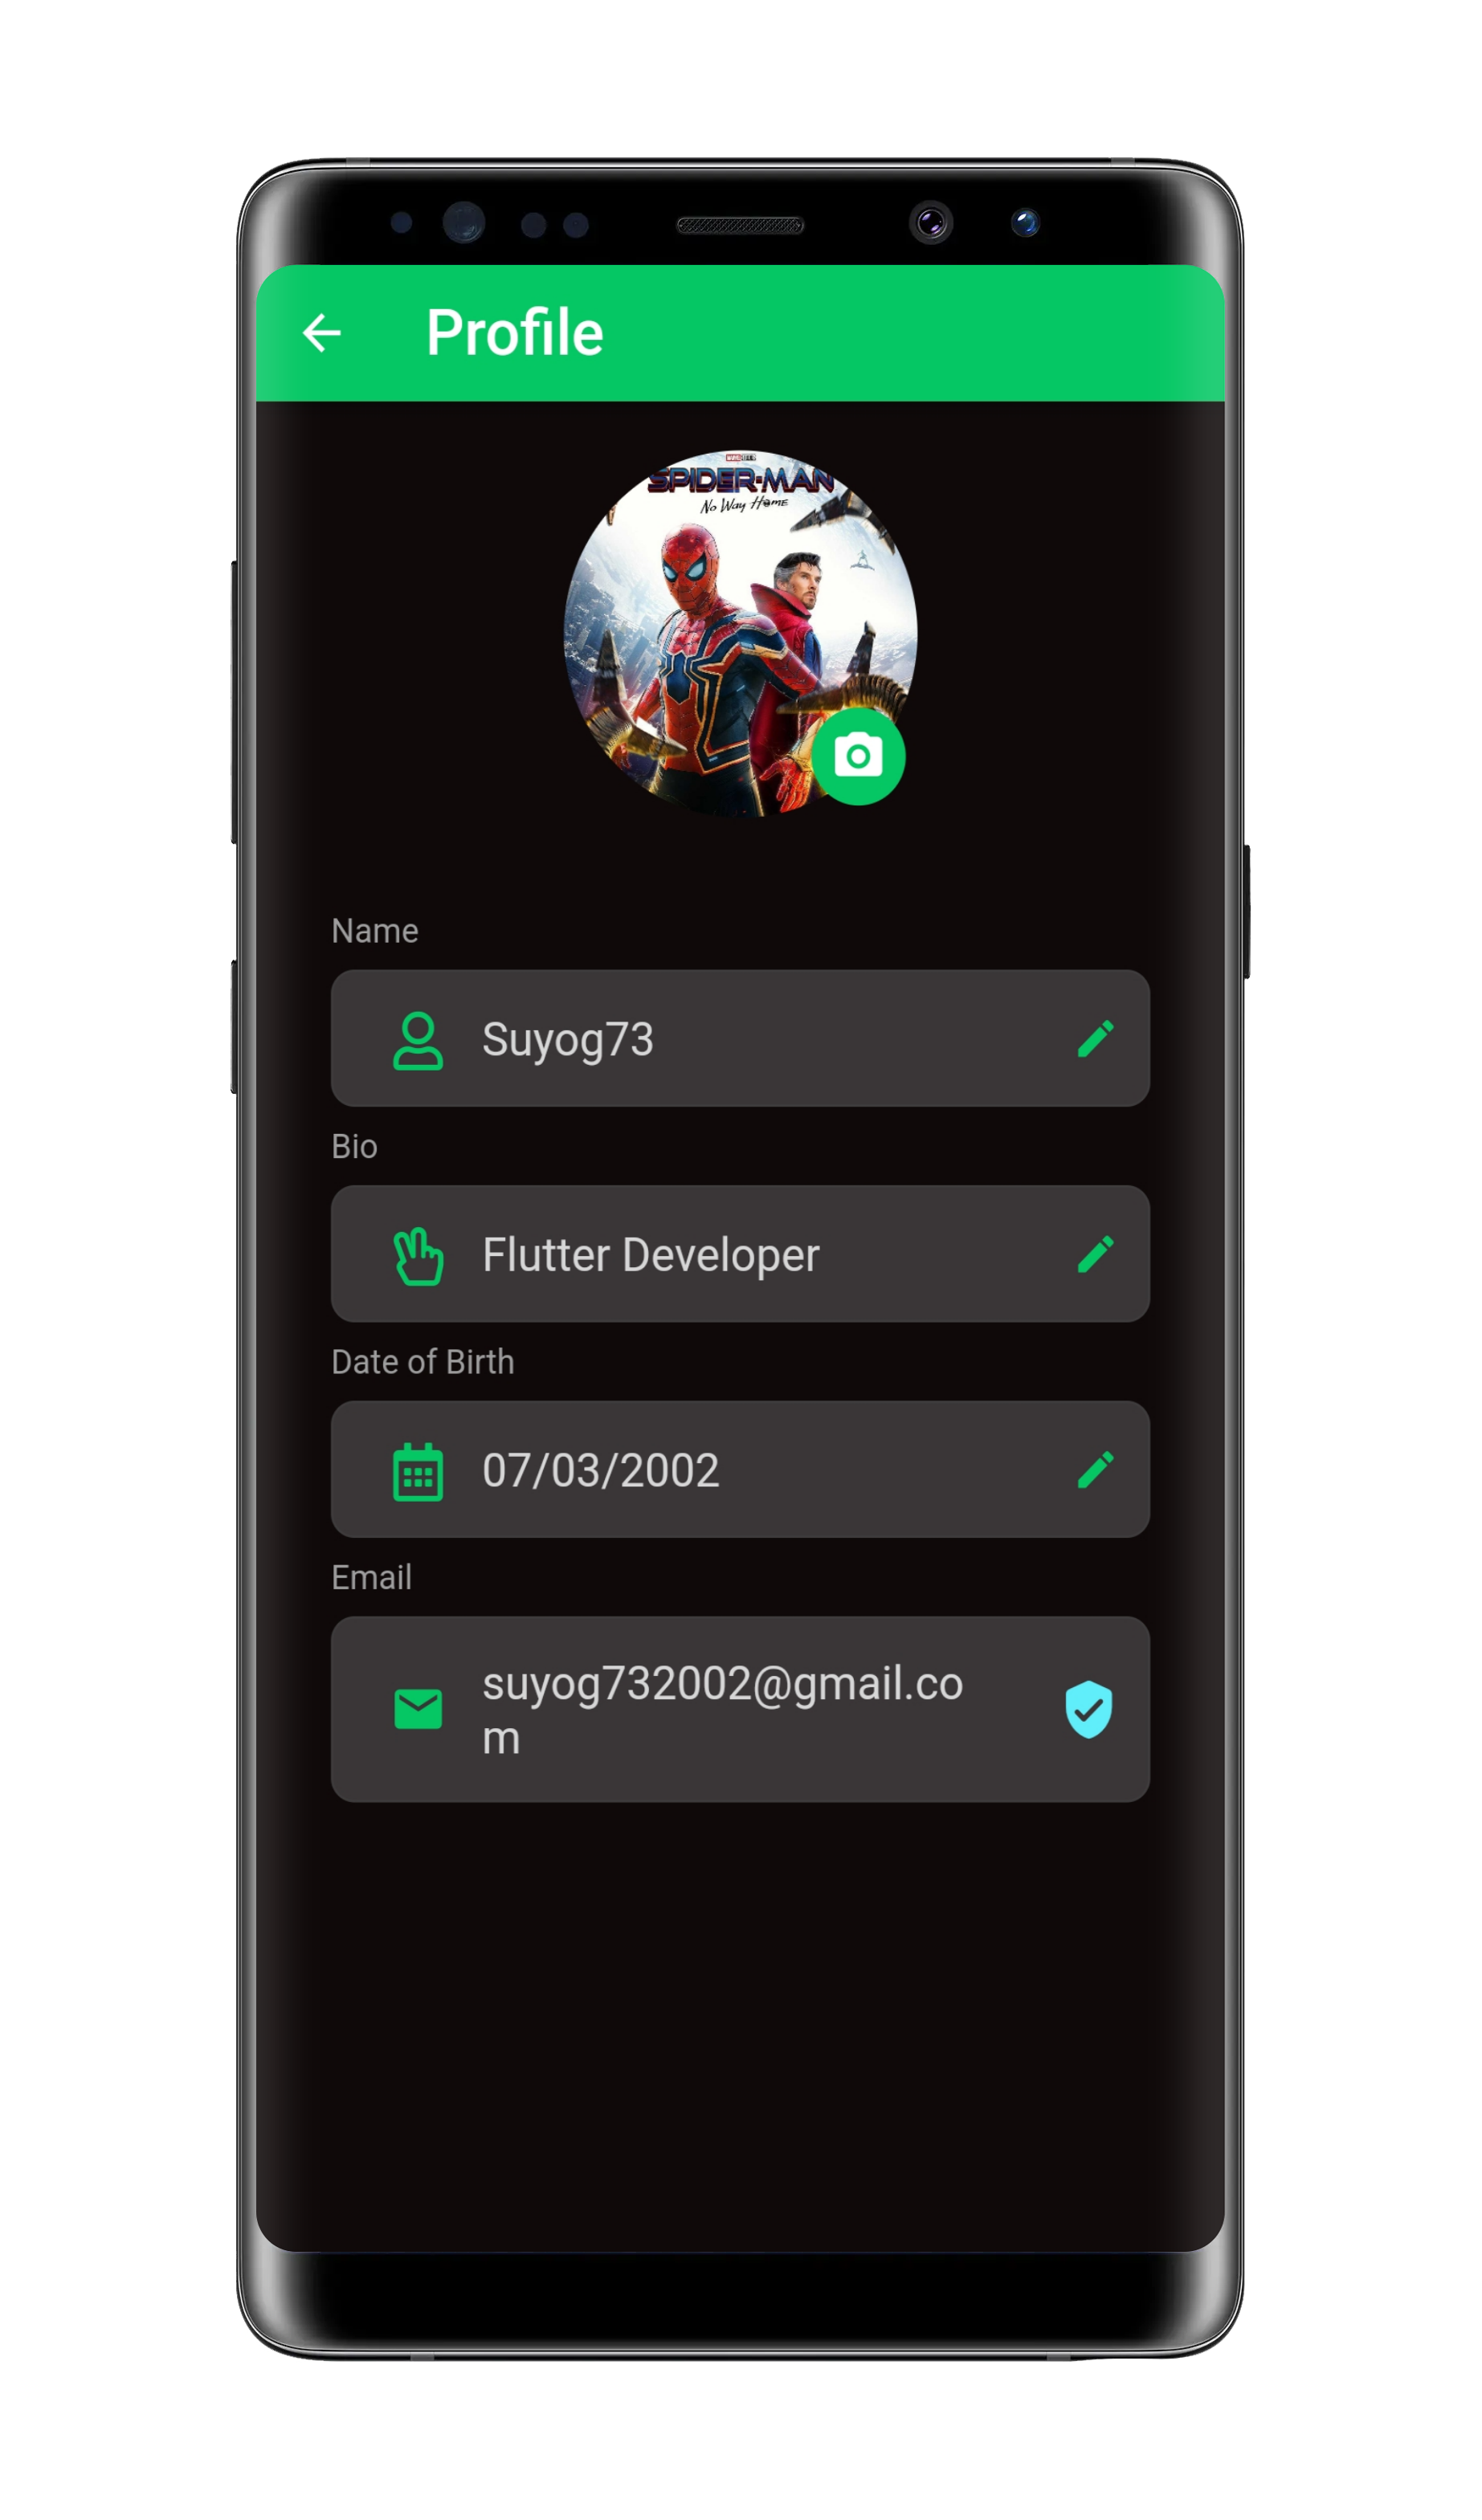 Profile
SPIDER-MAN
No Way Home
Name
Suyog73
Bio
Flutter Developer
Date of Birth
07/03/2002
Email
suyog732002@gmail.co
m